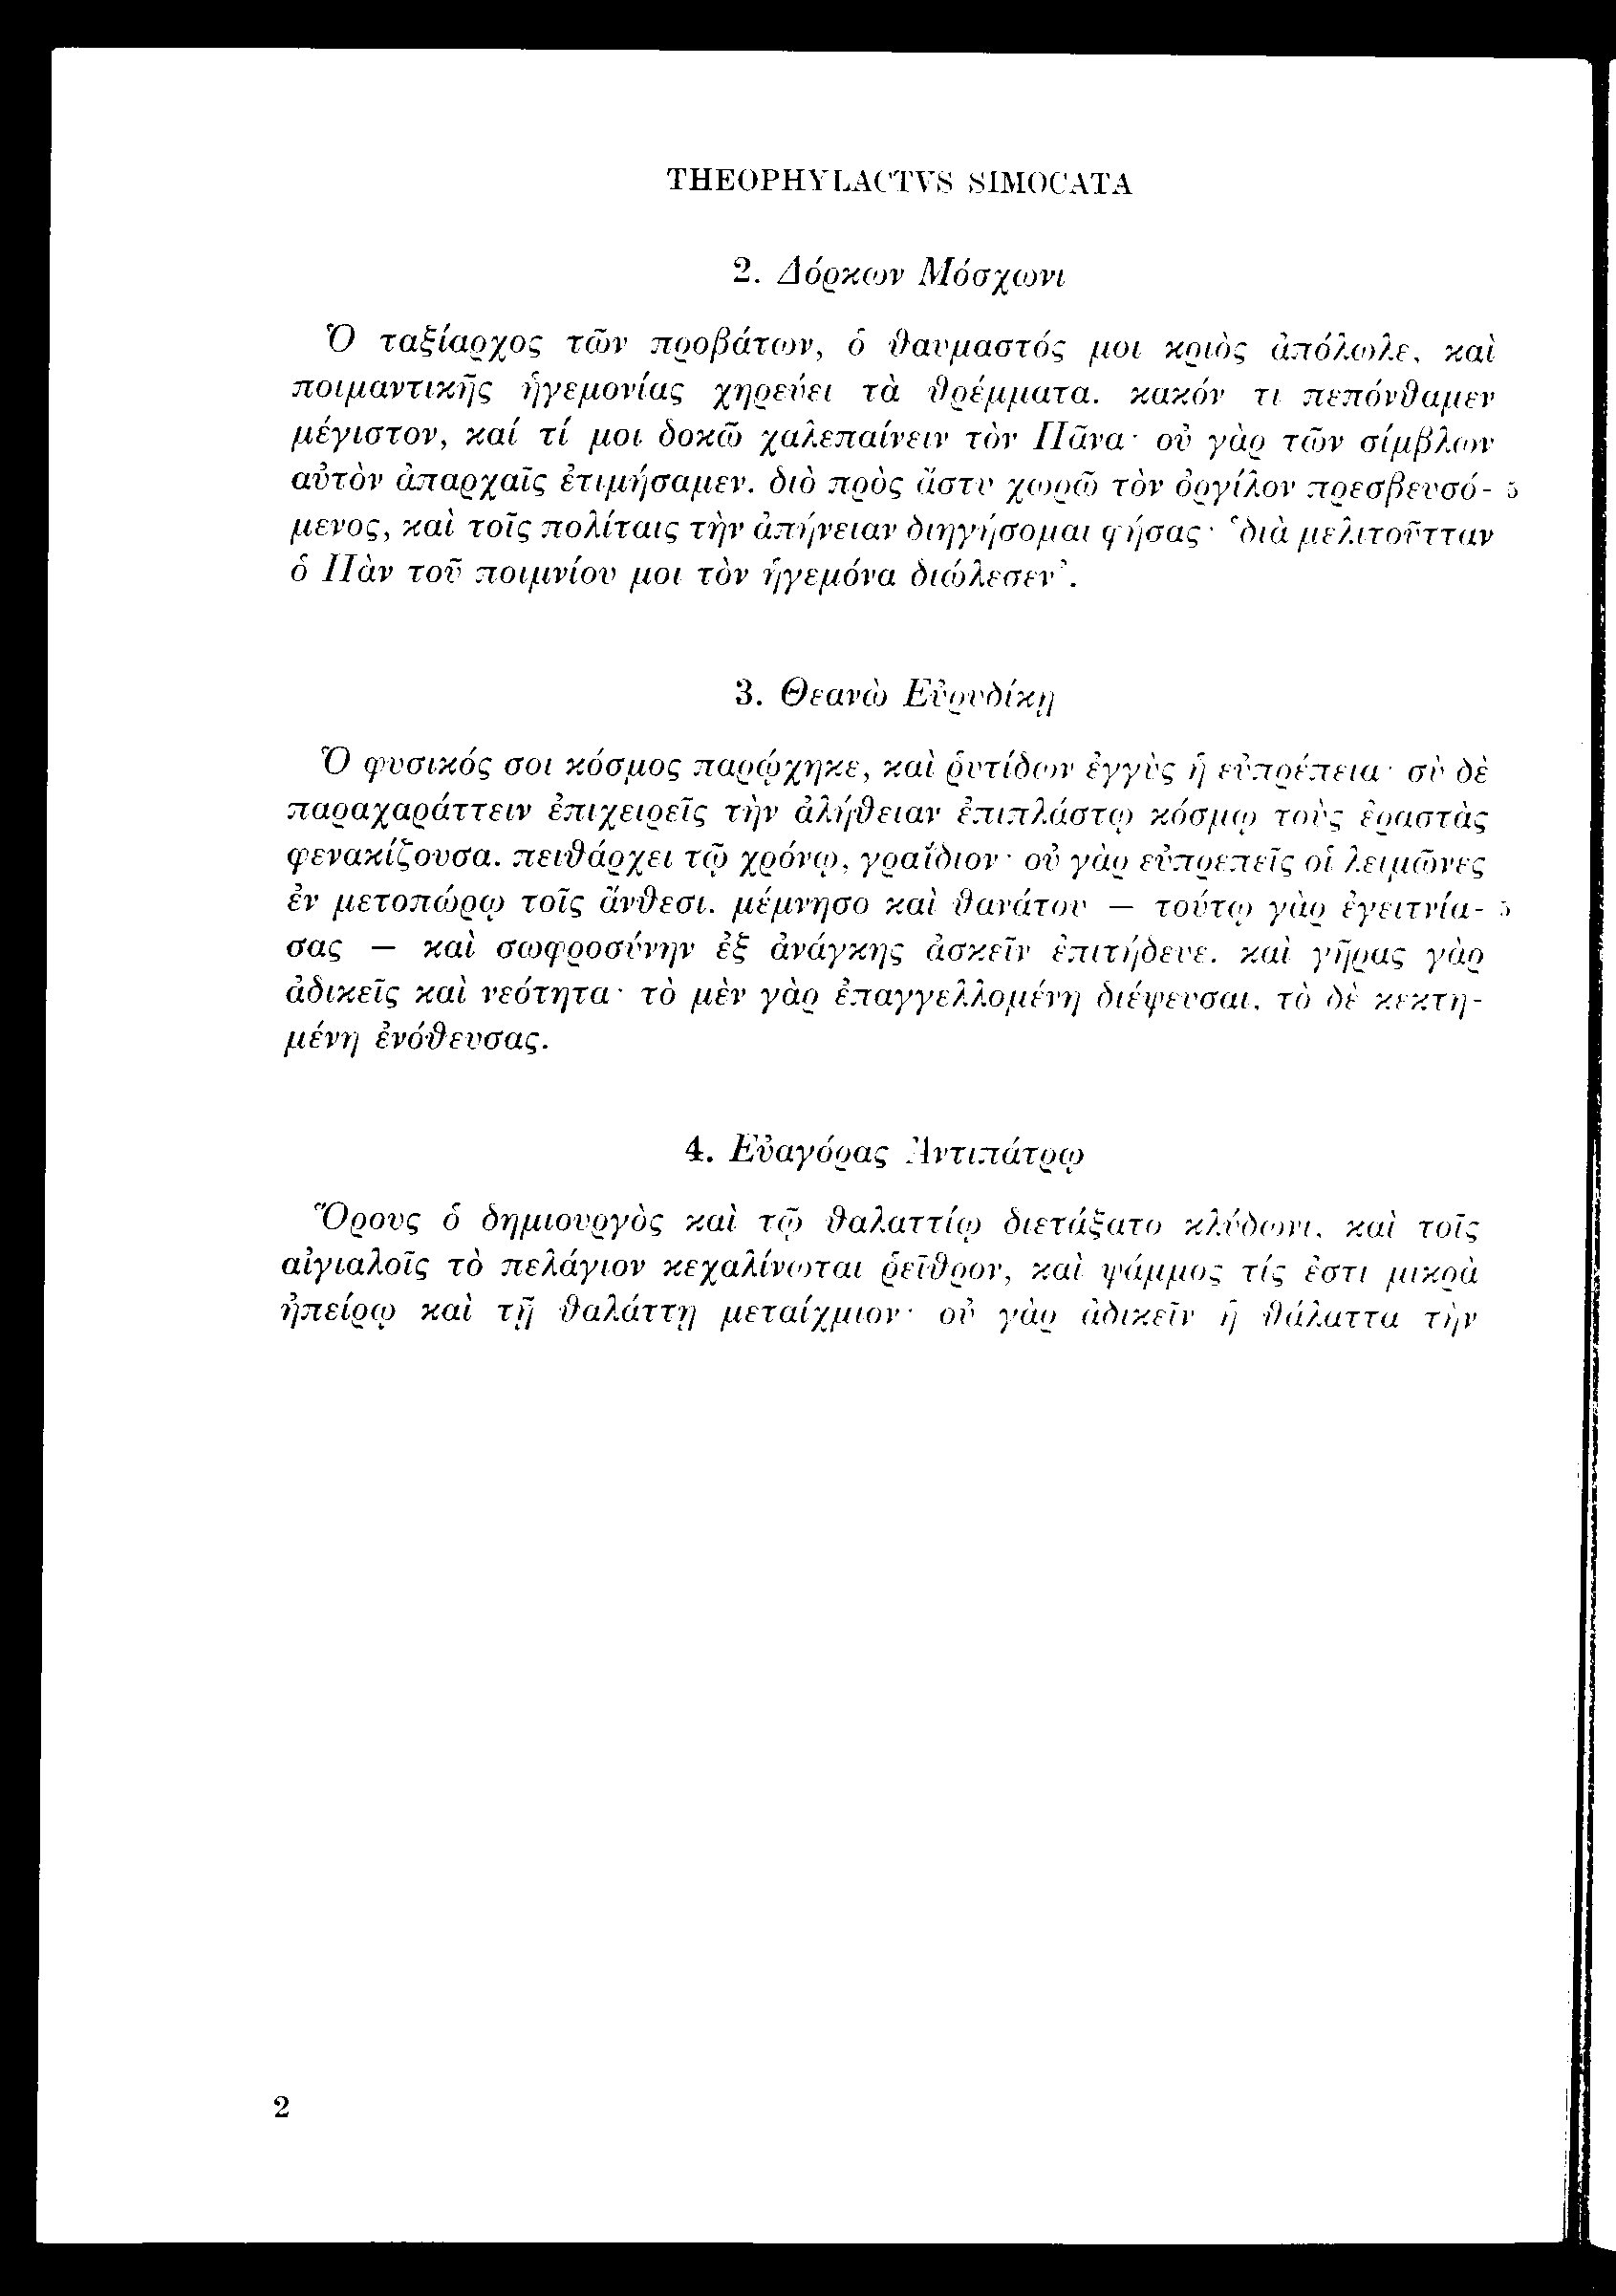 THEOPHYLACTVS SIMOCATA
2. Δόρκων Μόσχωνι
Ὁ ταξίαρχος τῶν προβάτων, ὁ θαυμαστός μοι κριὸς ἀπόλωλε, καὶ
ποιμαντικῆς ἡγεμονίας χηρεύει τὰ θρέμματα. κακόν τι πεπόνθαμεν
μέγιστον, καί τί μοι δοκῶ χαλεπαίνειν τὸν Πᾶνα· οὐ γὰρ τῶν σίμβλων
αὐτὸν ἀπαρχαῖς ἐτιμήσαμεν. διὸ πρὸς ἄστυ χωρῶ τὸν ὀργίλον πρεσβευσό- 5
μενος, καὶ τοῖς πολίταις τὴν ἀπήνειαν διηγήσομαι φήσας· ‘διὰ μελιτοῦτταν
ὁ Πὰν τοῦ ποιμνίου μοι τὸν ἡγεμόνα διώλεσεν’.
3. Θεανὼ Εὐρυδίκῃ
Ὁ φυσικός σοι κόσμος παρῴχηκε, καὶ ῥυτίδων ἐγγὺς ἡ εὐπρέπεια· σὺ δὲ
παραχαράττειν ἐπιχειρεῖς τὴν ἀλήθειαν ἐπιπλάστῳ κόσμῳ τοὺς ἐραστὰς
φενακίζουσα. πειθάρχει τῷ χρόνῳ, γραΐδιον· οὐ γὰρ εὐπρεπεῖς οἱ λειμῶνες
ἐν μετοπώρῳ τοῖς ἄνθεσι. μέμνησο καὶ θανάτου – τούτῳ γὰρ ἐγειτνία- 5
σας – καὶ σωφροσύνην ἐξ ἀνάγκης ἀσκεῖν ἐπιτήδευε. καὶ γῆρας γὰρ
ἀδικεῖς καὶ νεότητα· τὸ μὲν γὰρ ἐπαγγελλομένη διέψευσαι, τὸ δὲ κεκτη-
μένη ἐνόθευσας.
4. Εὐαγόρας Ἀντιπάτρῳ
Ὅρους ὁ δημιουργὸς καὶ τῷ θαλαττίῳ διετάξατο κλύδωνι, καὶ τοῖς
αἰγιαλοῖς τὸ πελάγιον κεχαλίνωται ῥεῖθρον, καὶ ψάμμος τίς ἐστι μικρὰ
ἠπείρῳ καὶ τῇ θαλάττῃ μεταίχμιον· οὐ γὰρ ἀδικεῖν ἡ θάλαττα τὴν
2